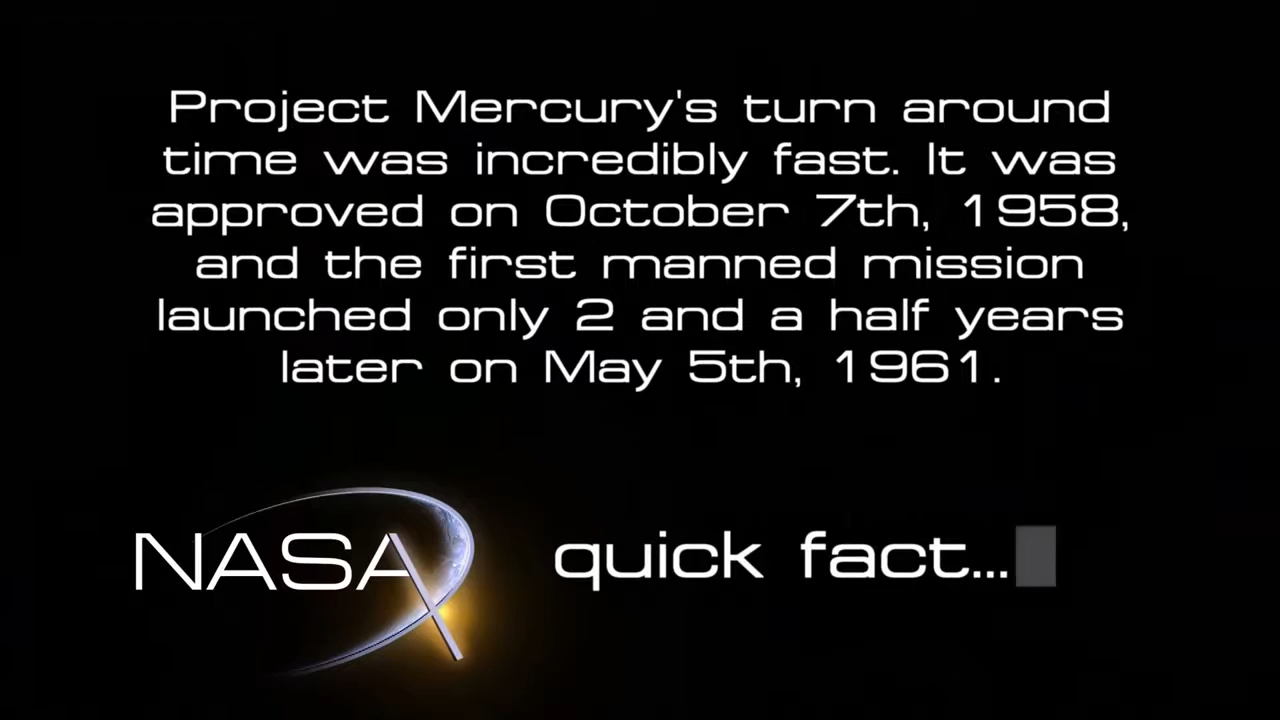 Project Mercury's turn around
time was incredibly fast. It was
approved on October 7th, 1958,
and the first manned mission
launched only 2 and a half years
later on May 5th, 1961.
NASA quick fact...